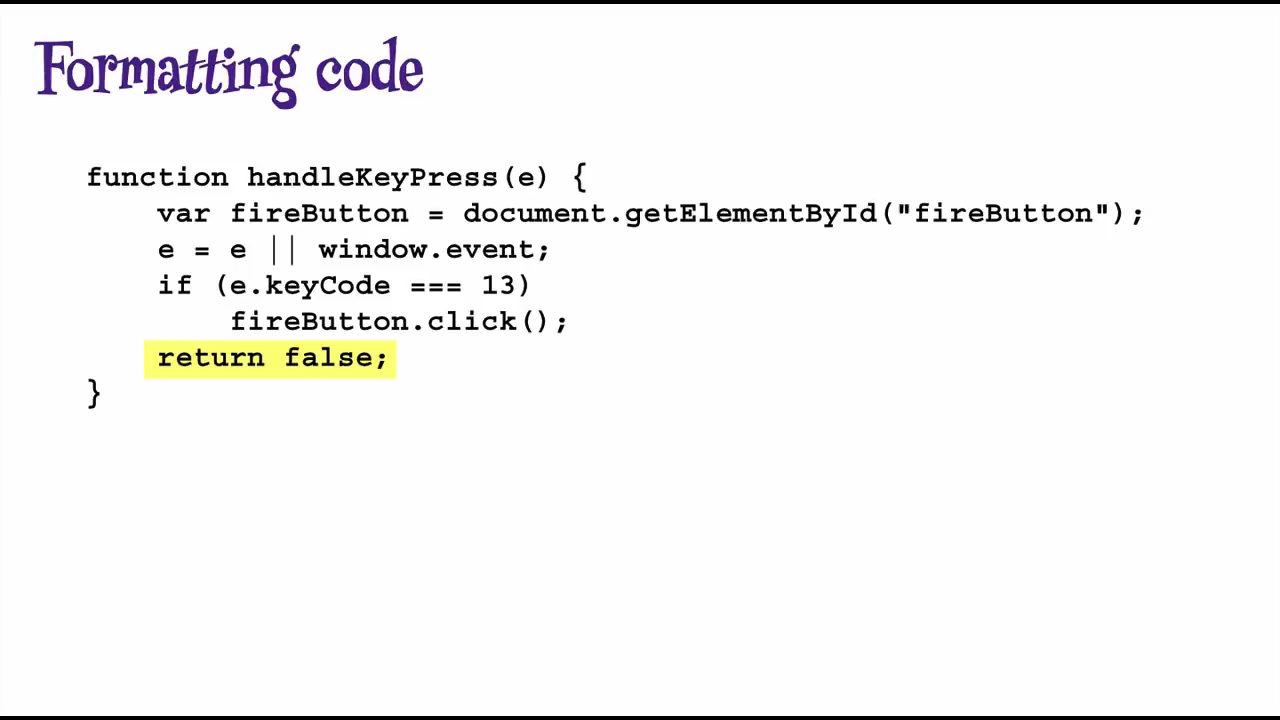 Formatting code
function handleKeyPress(e) {
    var fireButton = document.getElementById("fireButton");
    e = e || window.event;
    if (e.keyCode === 13)
        fireButton.click();
    return false;
}